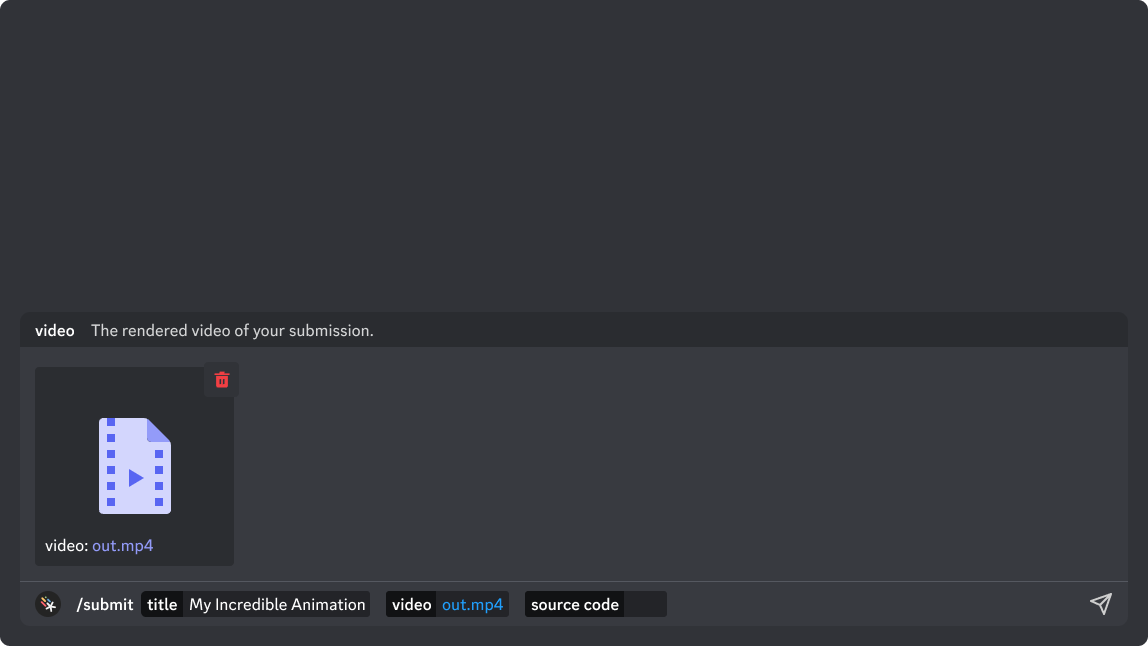 video The rendered video of your submission.
video: out.mp4
/submit title My Incredible Animation video out.mp4 source code